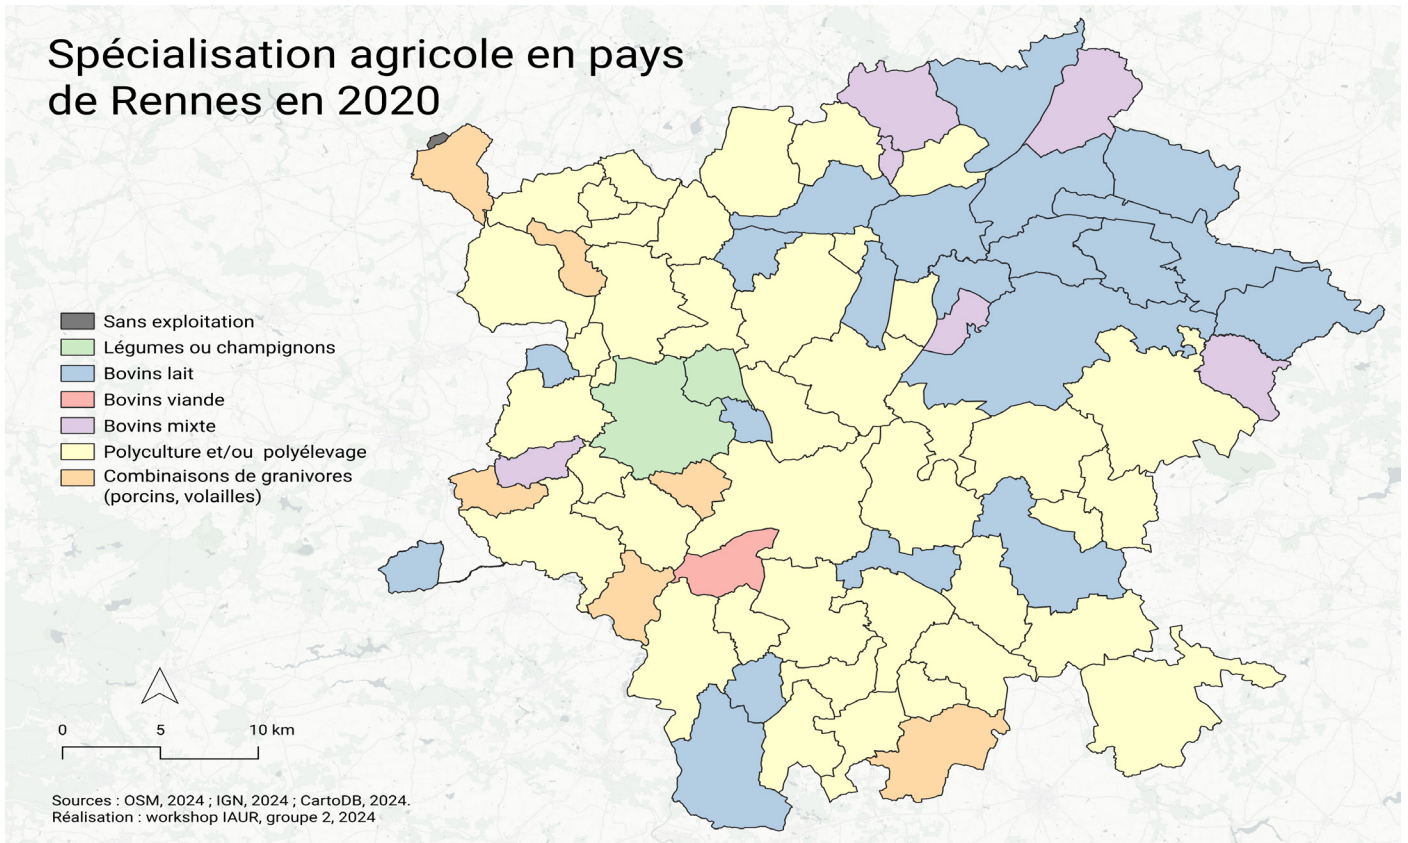 Spécialisation agricole en pays
de Rennes en 2020
Sans exploitation
Légumes ou champignons
Bovins lait
Bovins viande
Bovins mixte
Polyculture et/ou  polyélevage
Combinaisons de granivores
(porcins, volailles)
0 5 10 km
Sources : OSM, 2024 ; IGN, 2024 ; CartoDB, 2024.
Réalisation : workshop IAUR, groupe 2, 2024